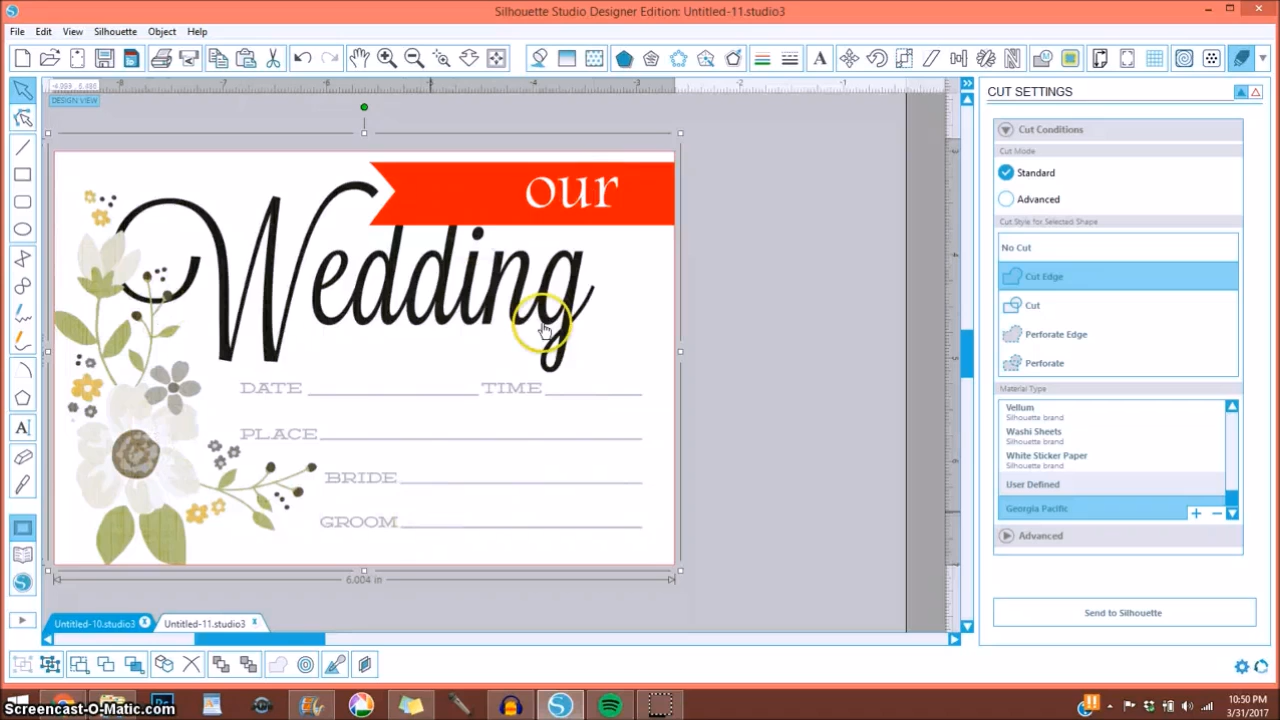 Silhouette Studio Designer Edition: Untitled-11.studio3
File Edit View Silhouette Object Help
DESIGN VIEW
our
Wedding
DATE TIME
PLACE
BRIDE
GROOM
6.004 in
Untitled-10.studio3 Untitled-11.studio3
CUT SETTINGS
Cut Conditions
Cut Mode
Standard
Advanced
Cut Style for Selected Shape
No Cut
Cut Edge
Cut
Perforate Edge
Perforate
Material Type
Vellum
Silhouette brand
Washi Sheets
Silhouette brand
White Sticker Paper
Silhouette brand
User Defined
Georgia Pacific
Advanced
Send to Silhouette
Screencast-O-Matic.com
10:50 PM
3/31/2017